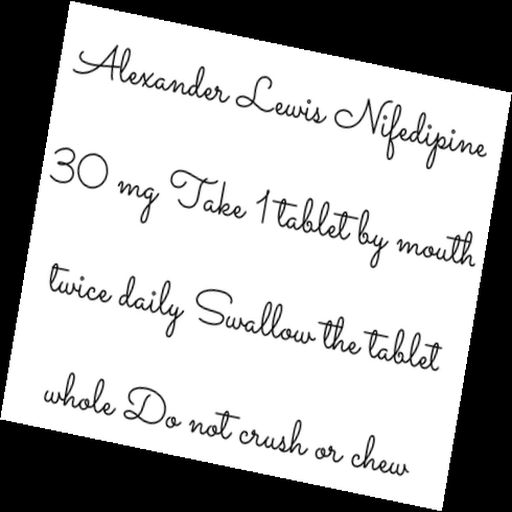 Alexander Lewis Nifedipine
30 mg Take 1 tablet by mouth
twice daily Swallow the tablet
whole Do not crush or chew